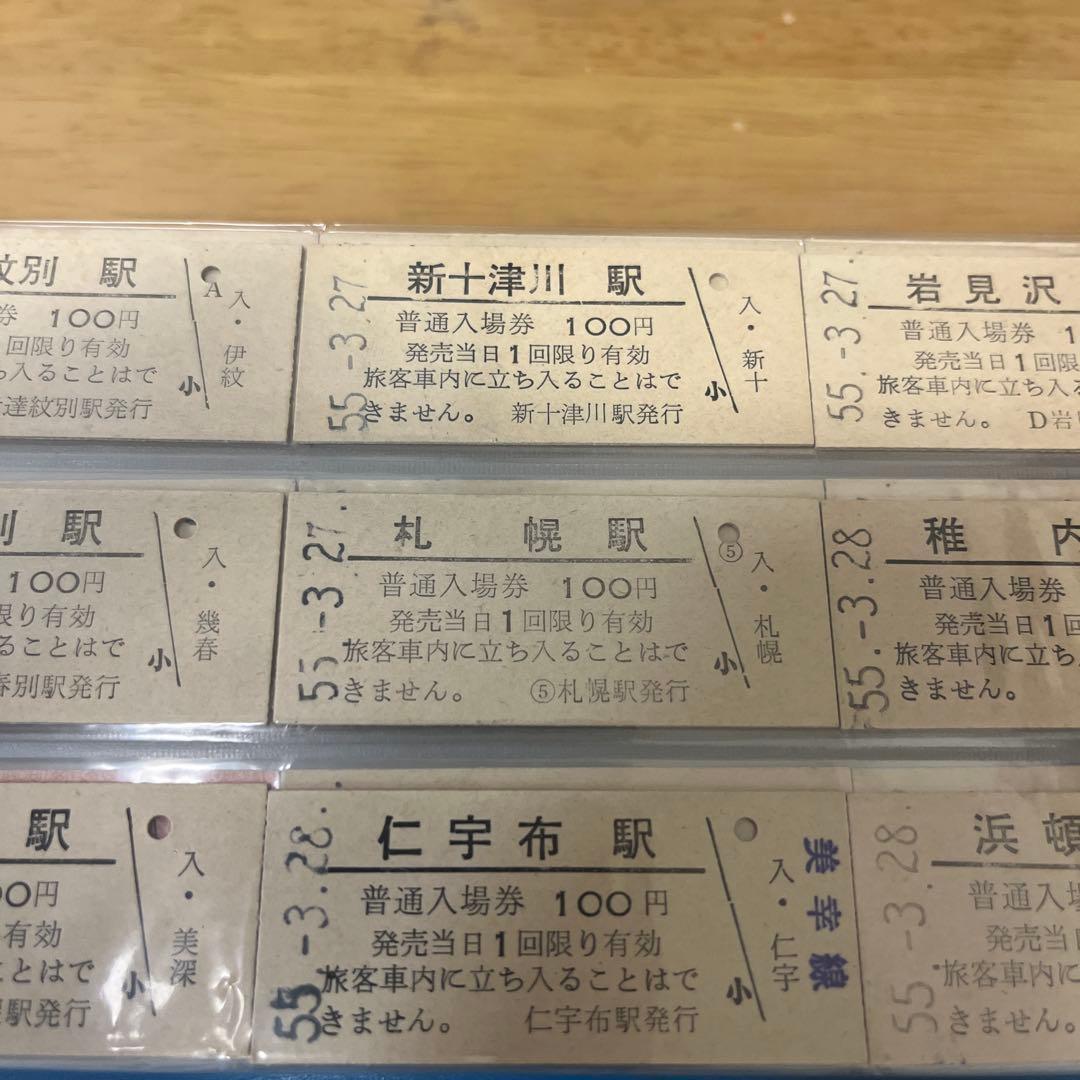 紋別 駅
券 100円
回限り有効
ち入ることはで
達紋別駅発行
小
A
入・伊紋
55.-3.27
新十津川 駅
普通入場券 100円
発売当日1回限り有効
旅客車内に立ち入ることはで
きません。 新十津川駅発行
小
入・新十
55.-3.27
岩見沢
普通入場券 1
発売当日1回限
旅客車内に立ち入ること
きません。 D岩
別 駅
100円
限り有効
ることはで
春別駅発行
小
入・幾春
55.-3.27.
札 幌 駅
普通入場券 100円
発売当日1回限り有効
旅客車内に立ち入ることはで
きません。 ⑤札幌駅発行
小
⑤
入・札幌
55.-3.28
稚 内
普通入場券
発売当日1回
旅客車内に立ち入
きません。
駅
00円
有効
とはで
駅発行
小
入・美深
55.-3.28.
仁宇布 駅
普通入場券 100円
発売当日1回限り有効
旅客車内に立ち入ることはで
きません。 仁宇布駅発行
小
入・仁宇
美幸線
55.-3.28
浜頓
普通入場
発売当日
旅客車内に立
きません。